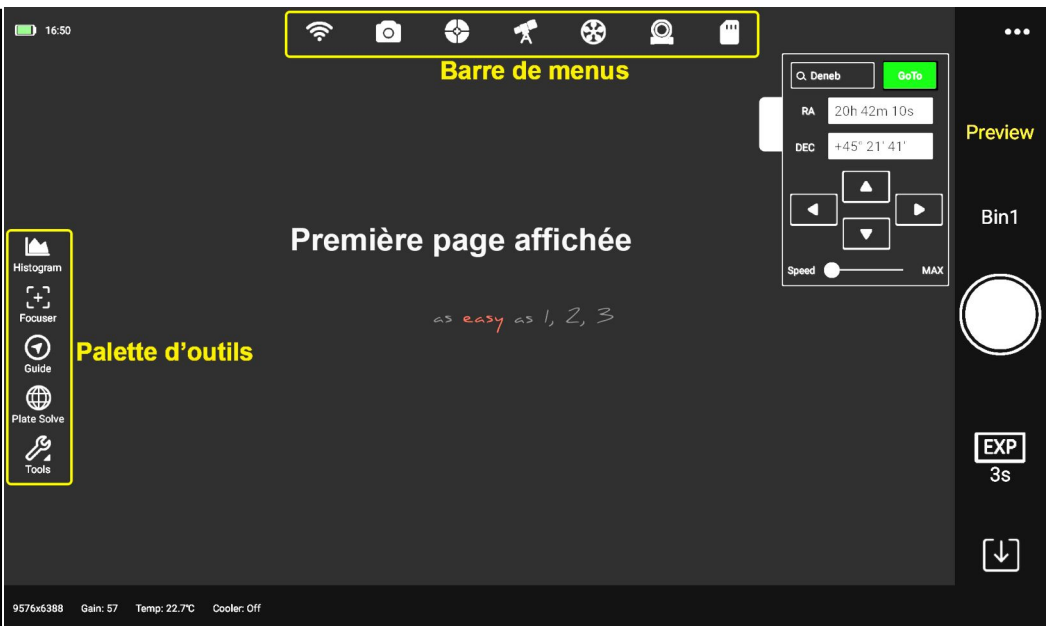 16:50
Barre de menus
Deneb
GoTo
RA
20h 42m 10s
DEC
+45° 21' 41'
Speed
MAX
Preview
Bin1
EXP
3s
Première page affichée
as easy as 1, 2, 3
Histogram
Focuser
Guide
Plate Solve
Tools
Palette d'outils
9576x6388 Gain: 57 Temp: 22.7°C Cooler: Off